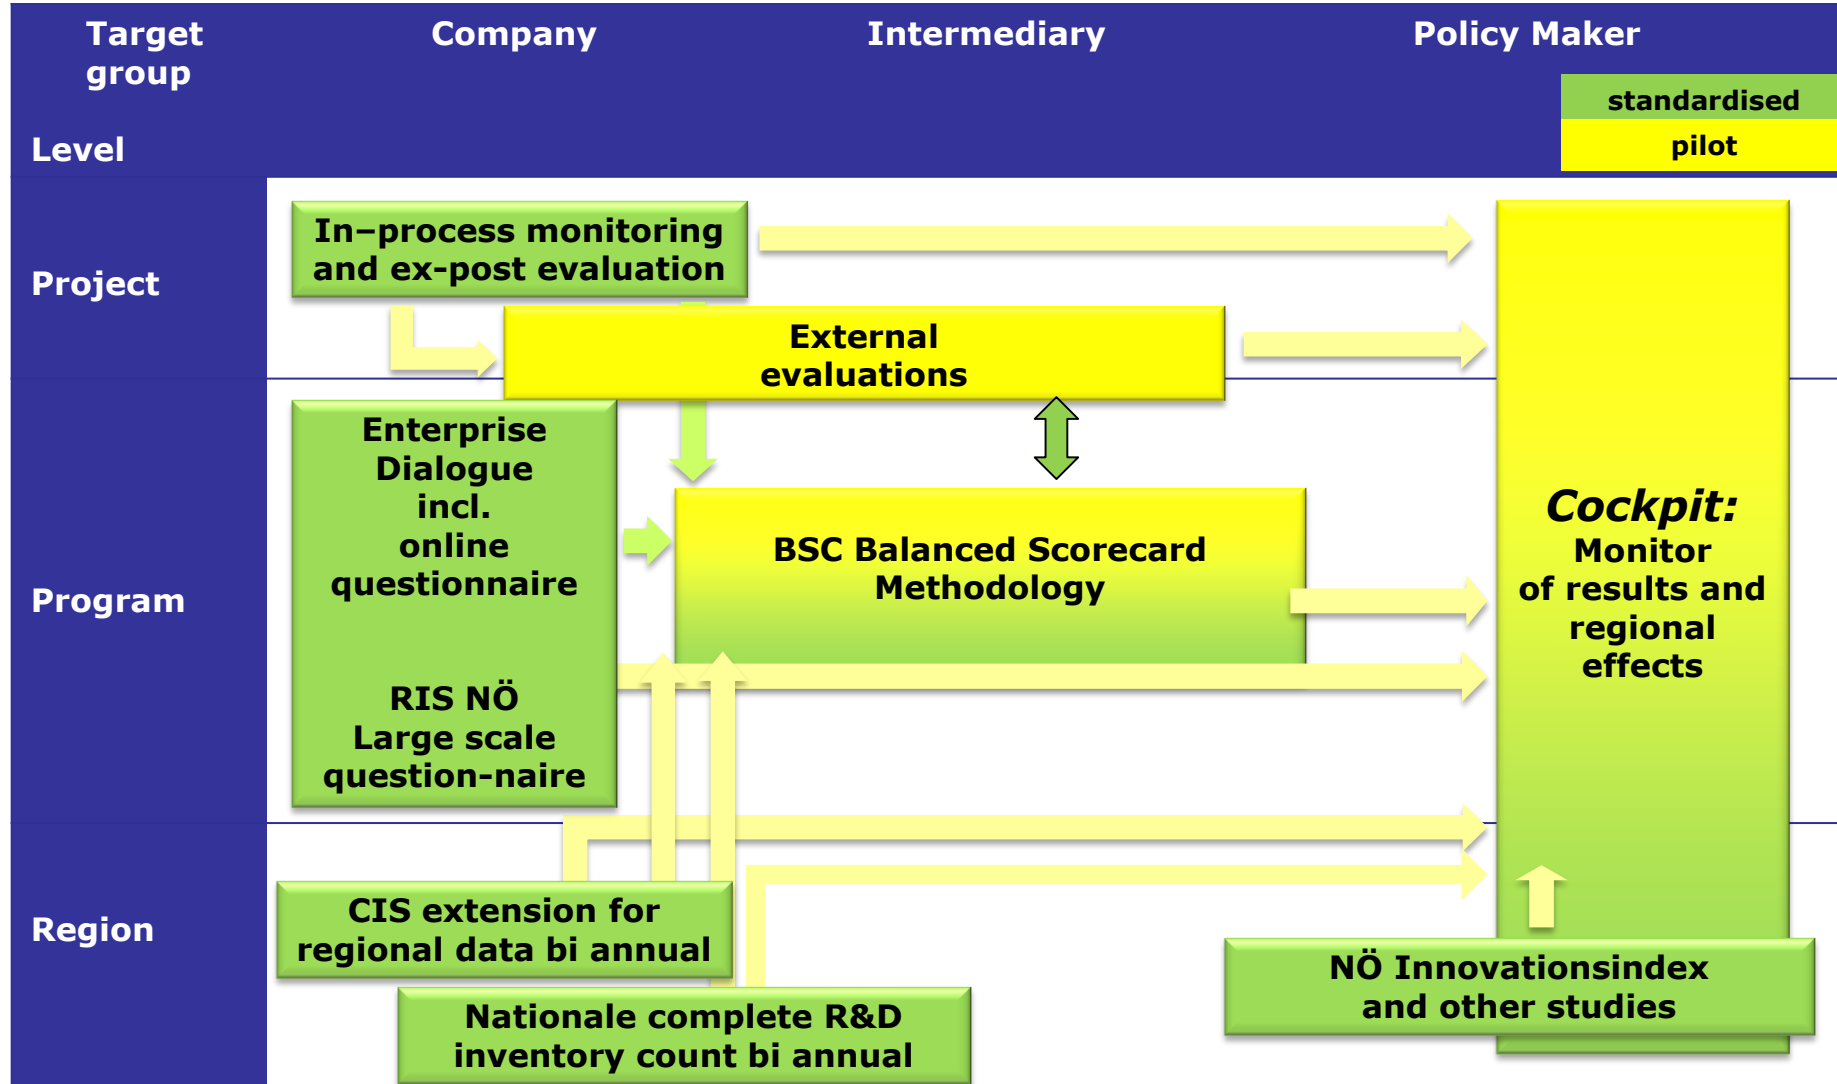 Target
group
Company
Intermediary
Policy Maker
standardised
pilot
Level
Project
In–process monitoring
and ex-post evaluation
External
evaluations
Program
Enterprise
Dialogue
incl.
online
questionnaire
RIS NÖ
Large scale
question-naire
BSC Balanced Scorecard
Methodology
Cockpit:
Monitor
of results and
regional
effects
Region
CIS extension for
regional data bi annual
Nationale complete R&D
inventory count bi annual
NÖ Innovationsindex
and other studies